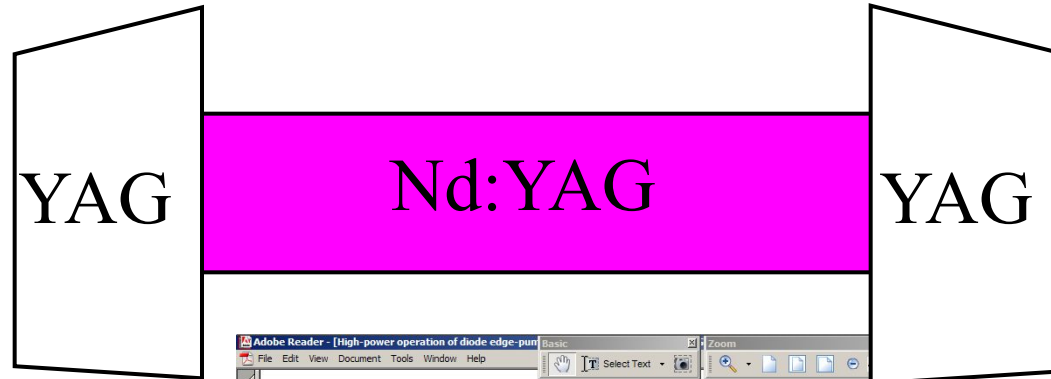 YAG
Nd:YAG
YAG
Adobe Reader - [High-power operation of diode edge-pum
Basic
Zoom
File Edit View Document Tools Window Help
Select Text